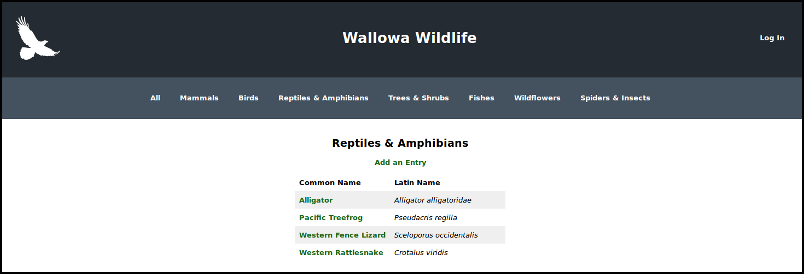 Wallowa Wildlife
Log In
All Mammals Birds Reptiles & Amphibians Trees & Shrubs Fishes Wildflowers Spiders & Insects
Reptiles & Amphibians
Add an Entry
Common Name Latin Name
Alligator Alligator alligatoridae
Pacific Treefrog Pseudacris regilla
Western Fence Lizard Sceloporus occidentalis
Western Rattlesnake Crotalus viridis